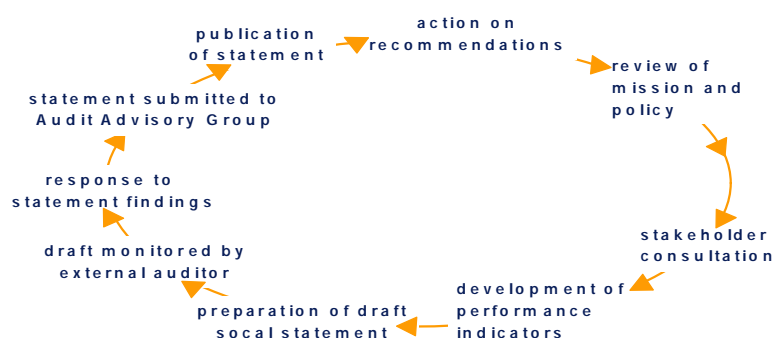 publication
of statement
action on
recommendations
review of
mission and
policy
stakeholder
consultation
development of
performance
indicators
preparation of draft
socal statement
draft monitored by
external auditor
response to
statement findings
statement submitted to
Audit Advisory Group